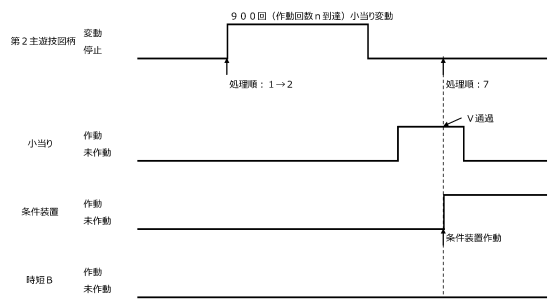 ９００回（作動回数ｎ到達）小当り変動
第２主遊技図柄
変動
停止
処理順：１→２
処理順：７
Ｖ通過
小当り
作動
未作動
条件装置
作動
未作動
条件装置作動
時短Ｂ
作動
未作動